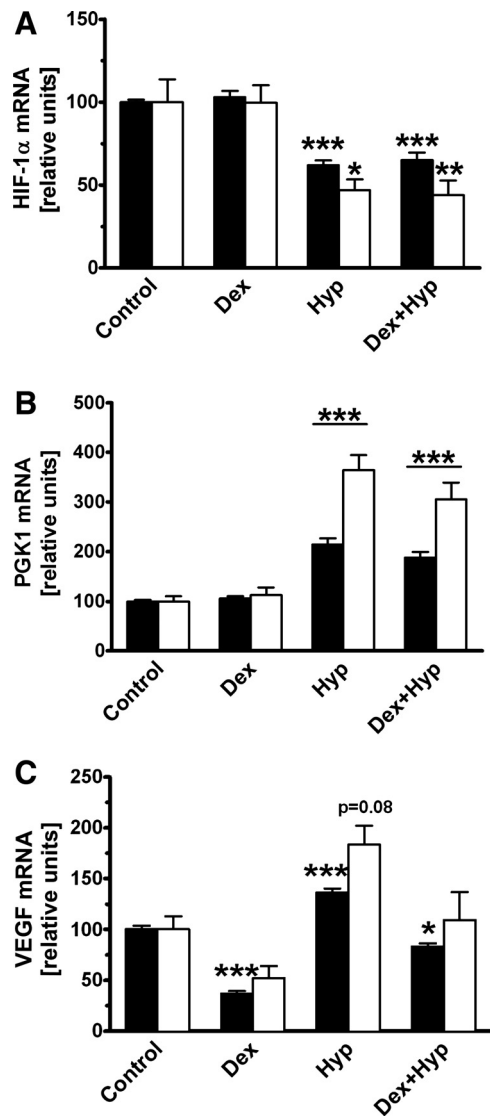 A
HIF-1α mRNA
[relative units]
150
100
50
0
***
*
***
**
Control
Dex
Hyp
Dex+Hyp
B
PGK1 mRNA
[relative units]
500
400
300
200
100
0
***
***
Control
Dex
Hyp
Dex+Hyp
C
VEGF mRNA
[relative units]
250
200
150
100
50
0
***
***
p=0.08
*
Control
Dex
Hyp
Dex+Hyp